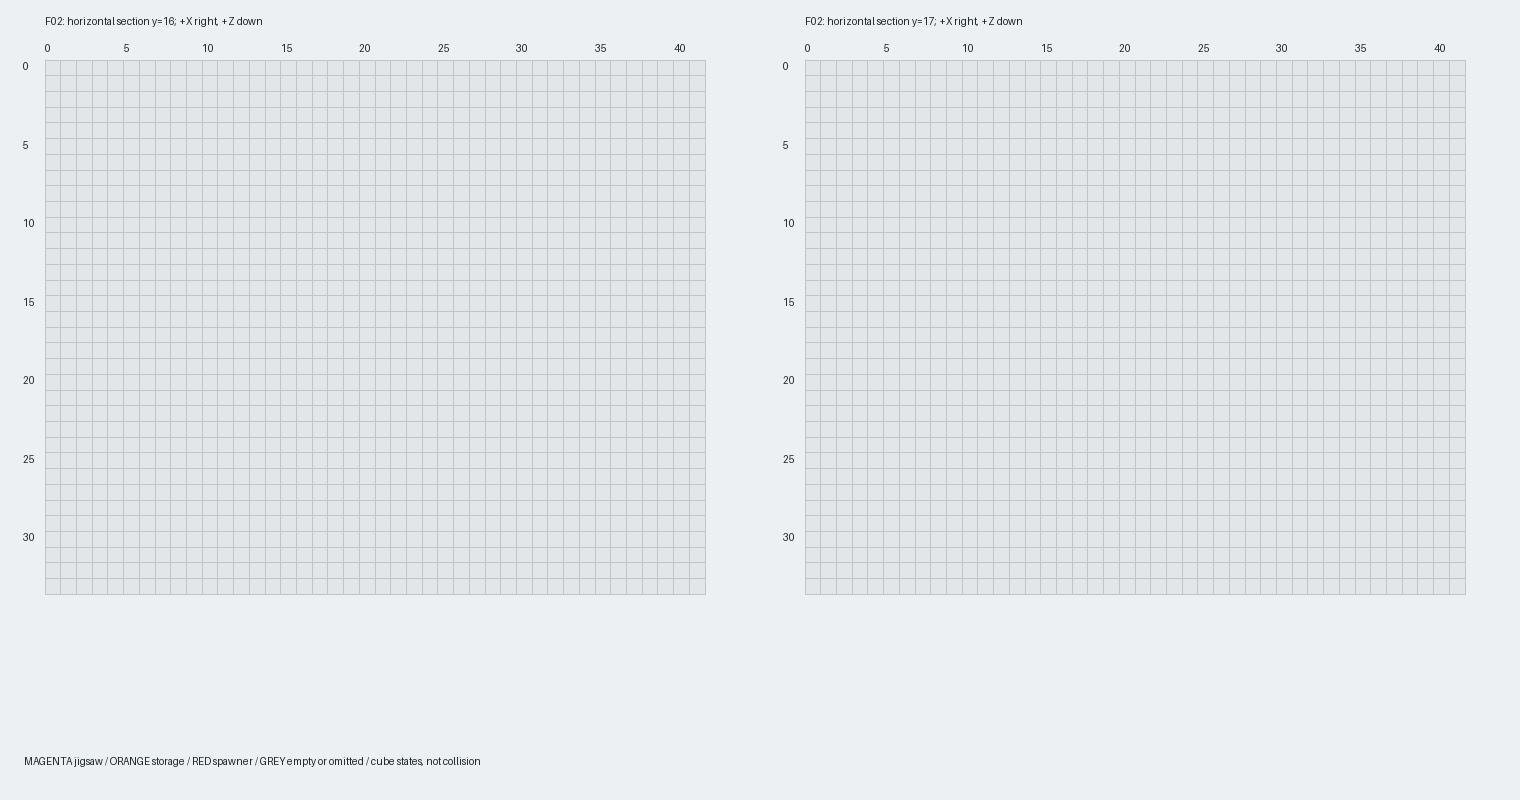 F02: horizontal section y=16; +X right, +Z down
0 5 10 15 20 25 30 35 40
0
5
10
15
20
25
30
F02: horizontal section y=17; +X right, +Z down
0 5 10 15 20 25 30 35 40
0
5
10
15
20
25
30
MAGENTA jigsaw / ORANGE storage / RED spawner / GREY empty or omitted / cube states, not collision